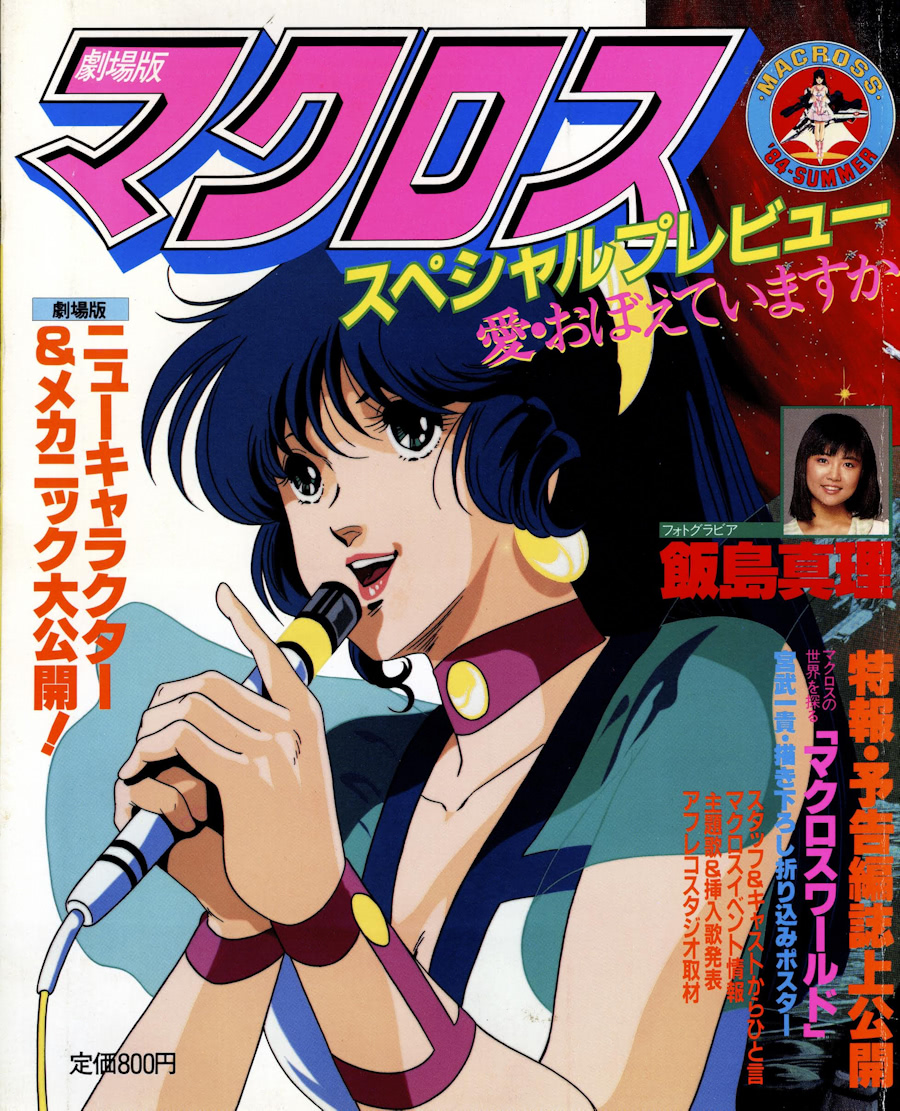 劇場版
マクロス
・MACROSS・
'84-SUMMER
スペシャルプレビュー
愛・おぼえていますか
劇場版
ニューキャラクター
&メカニック大公開!
フォトグラビア
飯島真理
特報・予告編誌上公開
マクロスの
世界を探る
「マクロスワールド」
宮武一貴・描き下ろし折り込みポスター
スタッフ&キャストからひと言
マクロスイベント情報
主題歌&挿入歌発表
アフレコスタジオ取材
定価800円